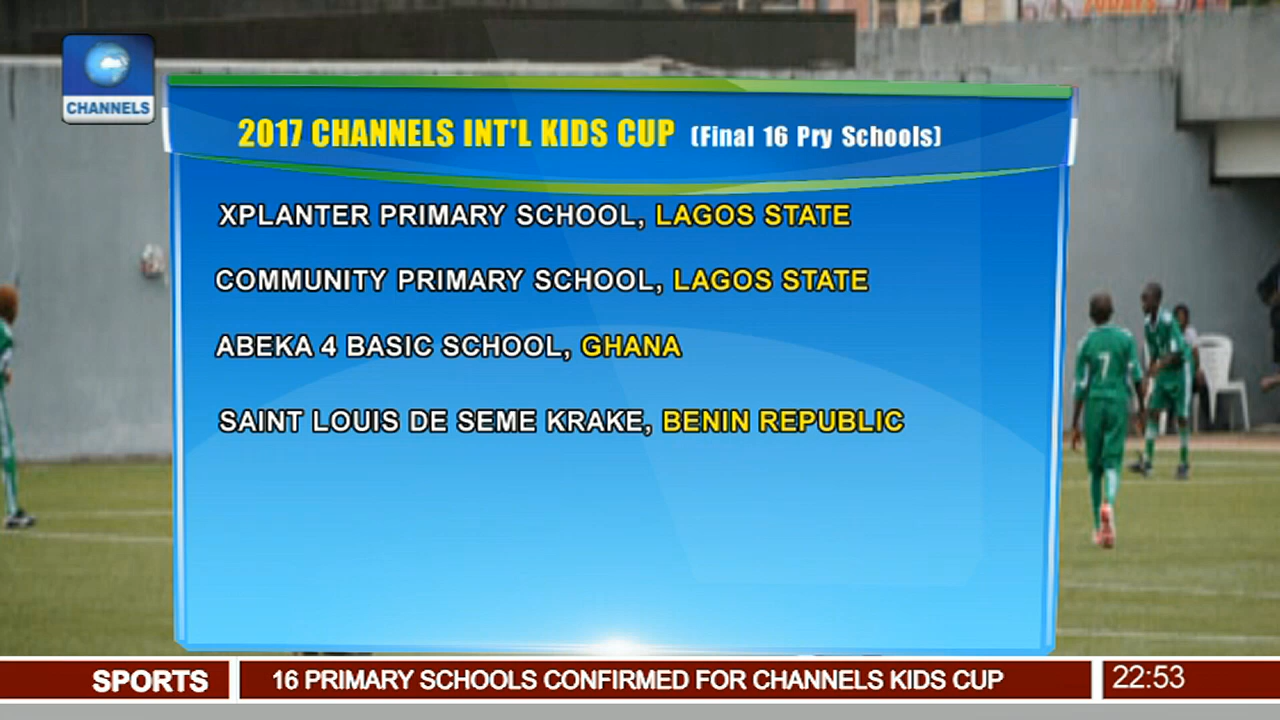 CHANNELS
2017 CHANNELS INT'L KIDS CUP (Final 16 Pry Schools)
XPLANTER PRIMARY SCHOOL, LAGOS STATE
COMMUNITY PRIMARY SCHOOL, LAGOS STATE
ABEKA 4 BASIC SCHOOL, GHANA
SAINT LOUIS DE SEME KRAKE, BENIN REPUBLIC
7
SPORTS
16 PRIMARY SCHOOLS CONFIRMED FOR CHANNELS KIDS CUP
22:53